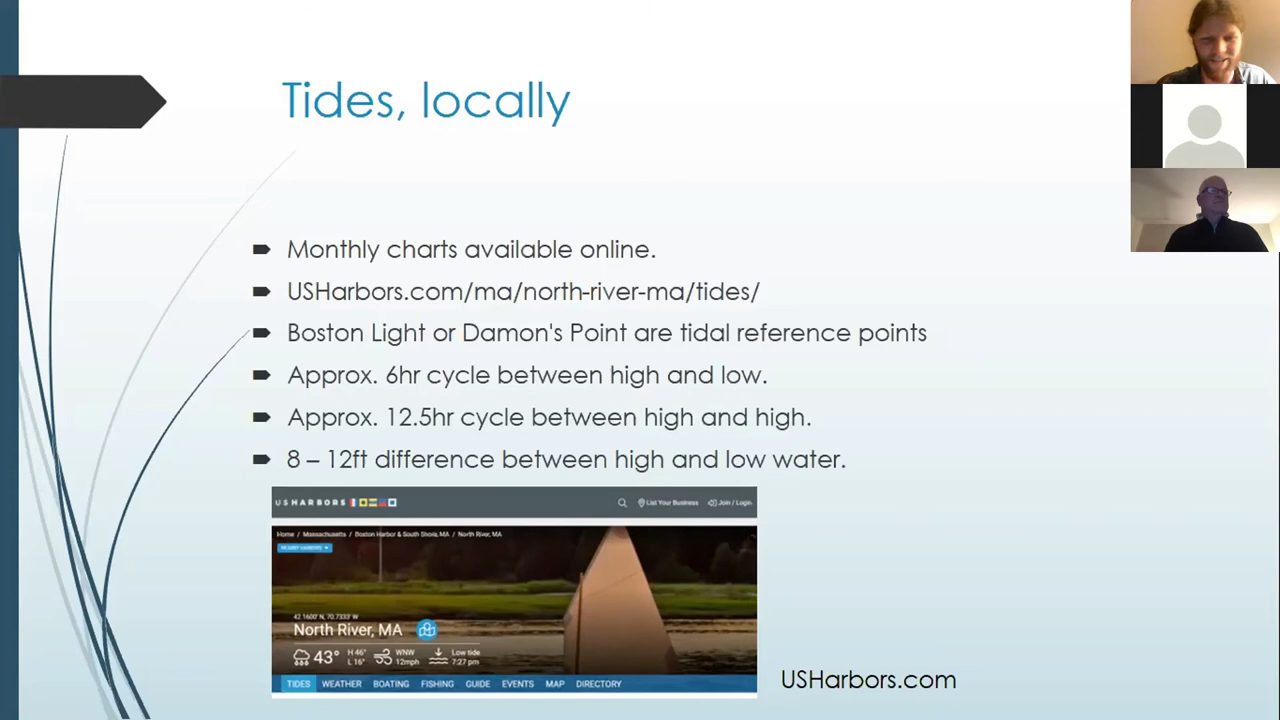 Tides, locally
Monthly charts available online.
USHarbors.com/ma/north-river-ma/tides/
Boston Light or Damon's Point are tidal reference points
Approx. 6hr cycle between high and low.
Approx. 12.5hr cycle between high and high.
8 – 12ft difference between high and low water.
US HARBORS List Your Business Join / Login
Home / Massachusetts / Boston Harbor & South Shore, MA / North River, MA
NEARBY HARBORS
42.1600' N, 70.7333' W
North River, MA
43° H 46° L 16° WNW 12mph Low tide 7:27 pm
TIDES WEATHER BOATING FISHING GUIDE EVENTS MAP DIRECTORY
USHarbors.com